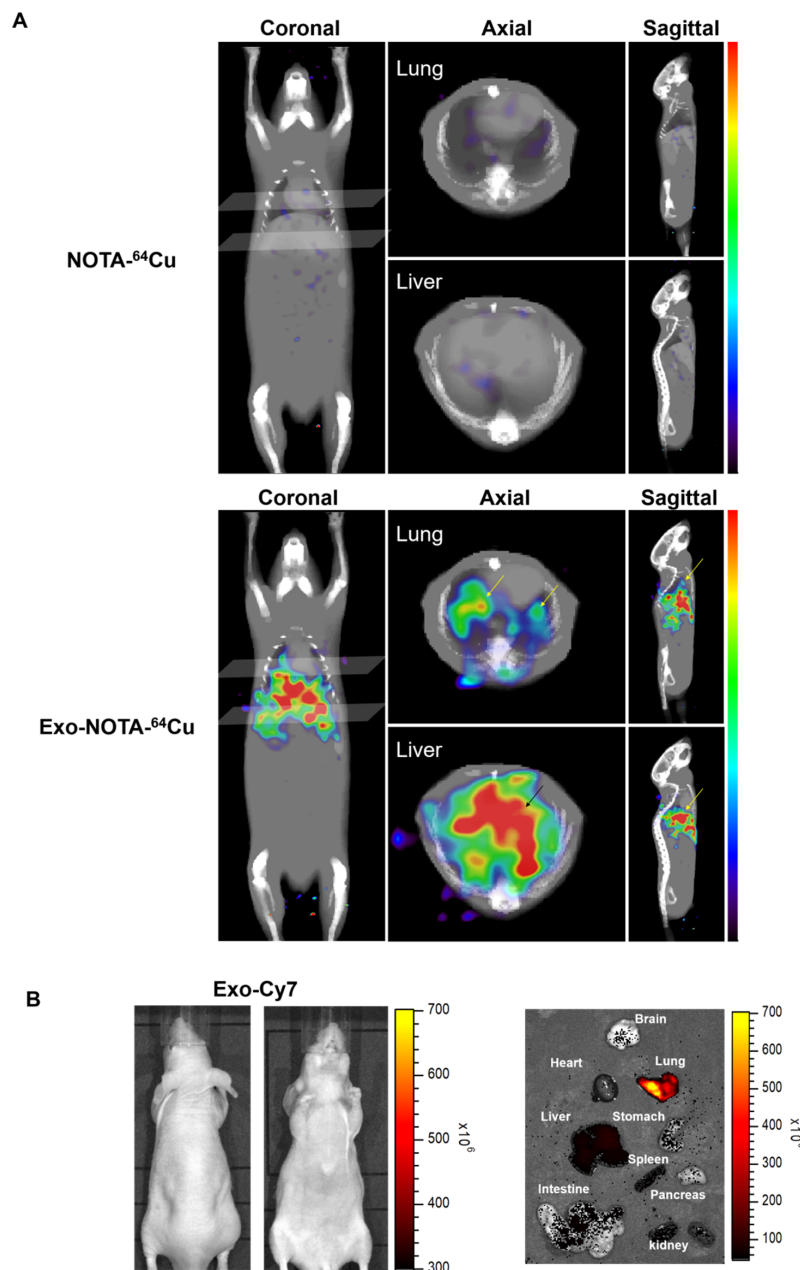 A
Coronal Axial Sagittal
Lung
NOTA-⁶⁴Cu
Liver
Coronal Axial Sagittal
Lung
Exo-NOTA-⁶⁴Cu
Liver
B
Exo-Cy7
700
600
500
400
300
x10⁶
Brain
Heart Lung
Liver Stomach
Spleen
Intestine Pancreas
kidney
700
600
500
400
300
200
100